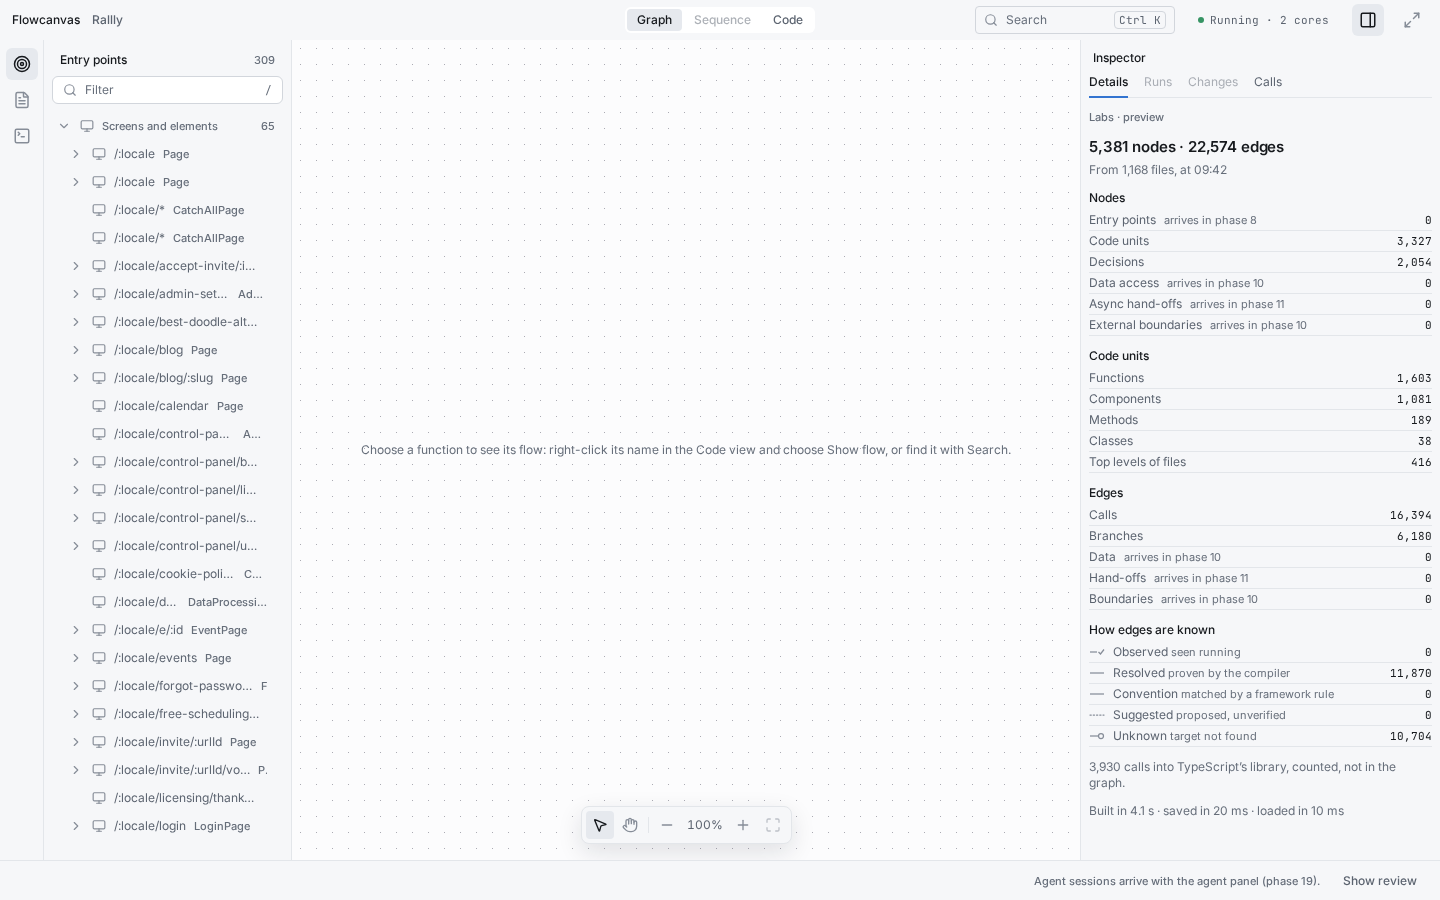 Flowcanvas Rallly
Graph Sequence Code
Search Ctrl K
Running · 2 cores
Entry points 309
Filter /
Screens and elements 65
/:locale Page
/:locale Page
/:locale/* CatchAllPage
/:locale/* CatchAllPage
/:locale/accept-invite/:i…
/:locale/admin-set… Ad…
/:locale/best-doodle-alt…
/:locale/blog Page
/:locale/blog/:slug Page
/:locale/calendar Page
/:locale/control-pa… A…
/:locale/control-panel/b…
/:locale/control-panel/li…
/:locale/control-panel/s…
/:locale/control-panel/u…
/:locale/cookie-poli… C…
/:locale/d… DataProcessi…
/:locale/e/:id EventPage
/:locale/events Page
/:locale/forgot-passwo… F
/:locale/free-scheduling…
/:locale/invite/:urlId Page
/:locale/invite/:urlId/vo… P.
/:locale/licensing/thank…
/:locale/login LoginPage
Choose a function to see its flow: right-click its name in the Code view and choose Show flow, or find it with Search.
100%
Inspector
Details Runs Changes Calls
Labs · preview
5,381 nodes · 22,574 edges
From 1,168 files, at 09:42
Nodes
Entry points arrives in phase 8 0
Code units 3,327
Decisions 2,054
Data access arrives in phase 10 0
Async hand-offs arrives in phase 11 0
External boundaries arrives in phase 10 0
Code units
Functions 1,603
Components 1,081
Methods 189
Classes 38
Top levels of files 416
Edges
Calls 16,394
Branches 6,180
Data arrives in phase 10 0
Hand-offs arrives in phase 11 0
Boundaries arrives in phase 10 0
How edges are known
Observed seen running 0
Resolved proven by the compiler 11,870
Convention matched by a framework rule 0
Suggested proposed, unverified 0
Unknown target not found 10,704
3,930 calls into TypeScript's library, counted, not in the
graph.
Built in 4.1 s · saved in 20 ms · loaded in 10 ms
Agent sessions arrive with the agent panel (phase 19). Show review